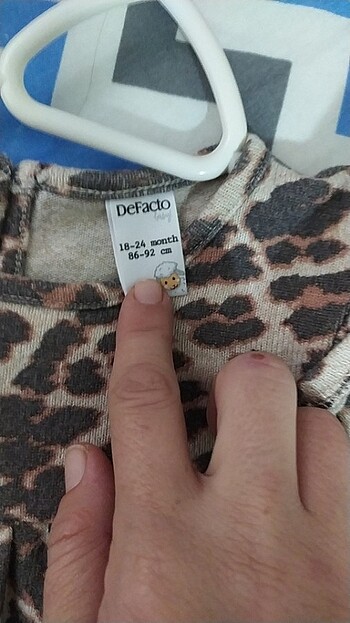 DeFacto
baby
18-24 month
86-92 cm